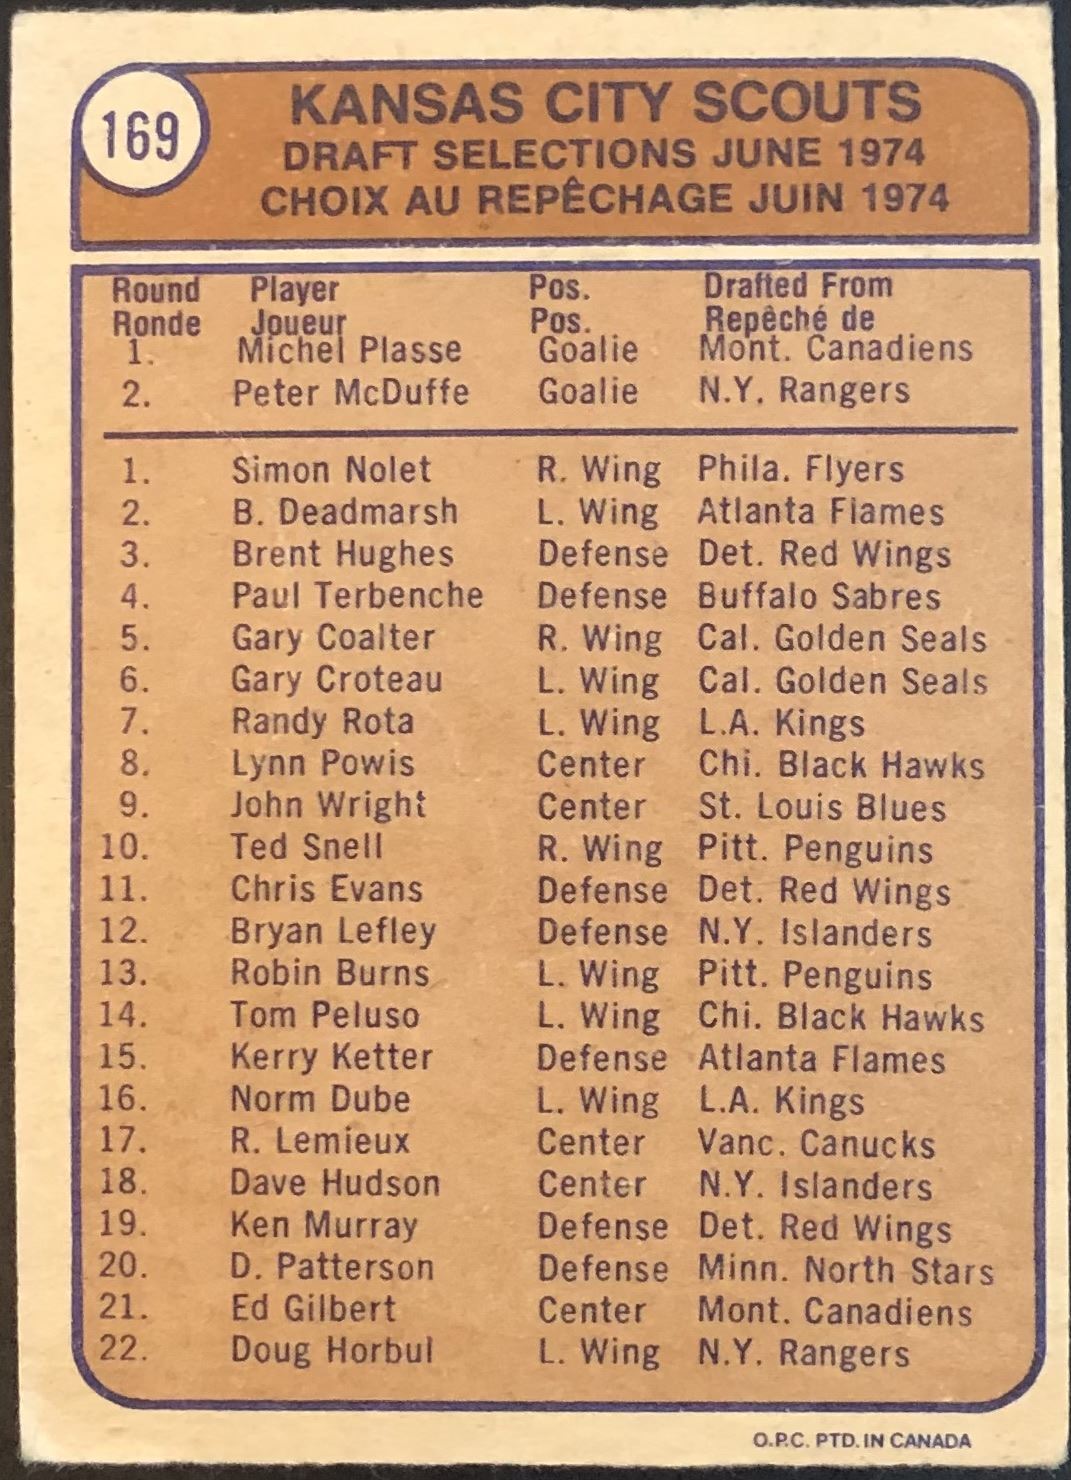 169
KANSAS CITY SCOUTS
DRAFT SELECTIONS JUNE 1974
CHOIX AU REPÊCHAGE JUIN 1974
Round Player Pos. Drafted From
Ronde Joueur Pos. Repêché de
1. Michel Plasse Goalie Mont. Canadiens
2. Peter McDuffe Goalie N.Y. Rangers
1. Simon Nolet R. Wing Phila. Flyers
2. B. Deadmarsh L. Wing Atlanta Flames
3. Brent Hughes Defense Det. Red Wings
4. Paul Terbenche Defense Buffalo Sabres
5. Gary Coalter R. Wing Cal. Golden Seals
6. Gary Croteau L. Wing Cal. Golden Seals
7. Randy Rota L. Wing L.A. Kings
8. Lynn Powis Center Chi. Black Hawks
9. John Wright Center St. Louis Blues
10. Ted Snell R. Wing Pitt. Penguins
11. Chris Evans Defense Det. Red Wings
12. Bryan Lefley Defense N.Y. Islanders
13. Robin Burns L. Wing Pitt. Penguins
14. Tom Peluso L. Wing Chi. Black Hawks
15. Kerry Ketter Defense Atlanta Flames
16. Norm Dube L. Wing L.A. Kings
17. R. Lemieux Center Vanc. Canucks
18. Dave Hudson Center N.Y. Islanders
19. Ken Murray Defense Det. Red Wings
20. D. Patterson Defense Minn. North Stars
21. Ed Gilbert Center Mont. Canadiens
22. Doug Horbul L. Wing N.Y. Rangers
O.P.C. PTD. IN CANADA